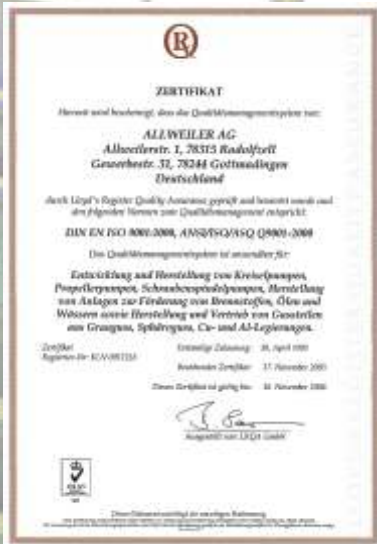 ZERTIFIKAT
Hiermit wird bescheinigt, dass das Qualitätsmanagementsystem von:
ALLWEILER AG
Allweilerstr. 1, 78315 Radolfzell
Gewerbestr. 31, 78244 Gottmadingen
Deutschland
durch Lloyd's Register Quality Assurance geprüft und bewertet wurde und
den folgenden Normen zum Qualitätsmanagement entspricht:
DIN EN ISO 9001:2000, ANSI/ISO/ASQ Q9001-2000
Das Qualitätsmanagementsystem ist anwendbar für:
Entwicklung und Herstellung von Kreiselpumpen,
Propellerpumpen, Schraubenspindelpumpen, Herstellung
von Anlagen zur Förderung von Brennstoffen, Ölen und
Wässern sowie Herstellung und Vertrieb von Gussteilen
aus Grauguss, Sphäroguss, Cu- und Al-Legierungen.
Zertifikat
Erstmalige Zulassung:
Bestehendes Zertifikat: November
Dieses Zertifikat ist gültig bis: November
Ausgestellt von: LRQA GmbH